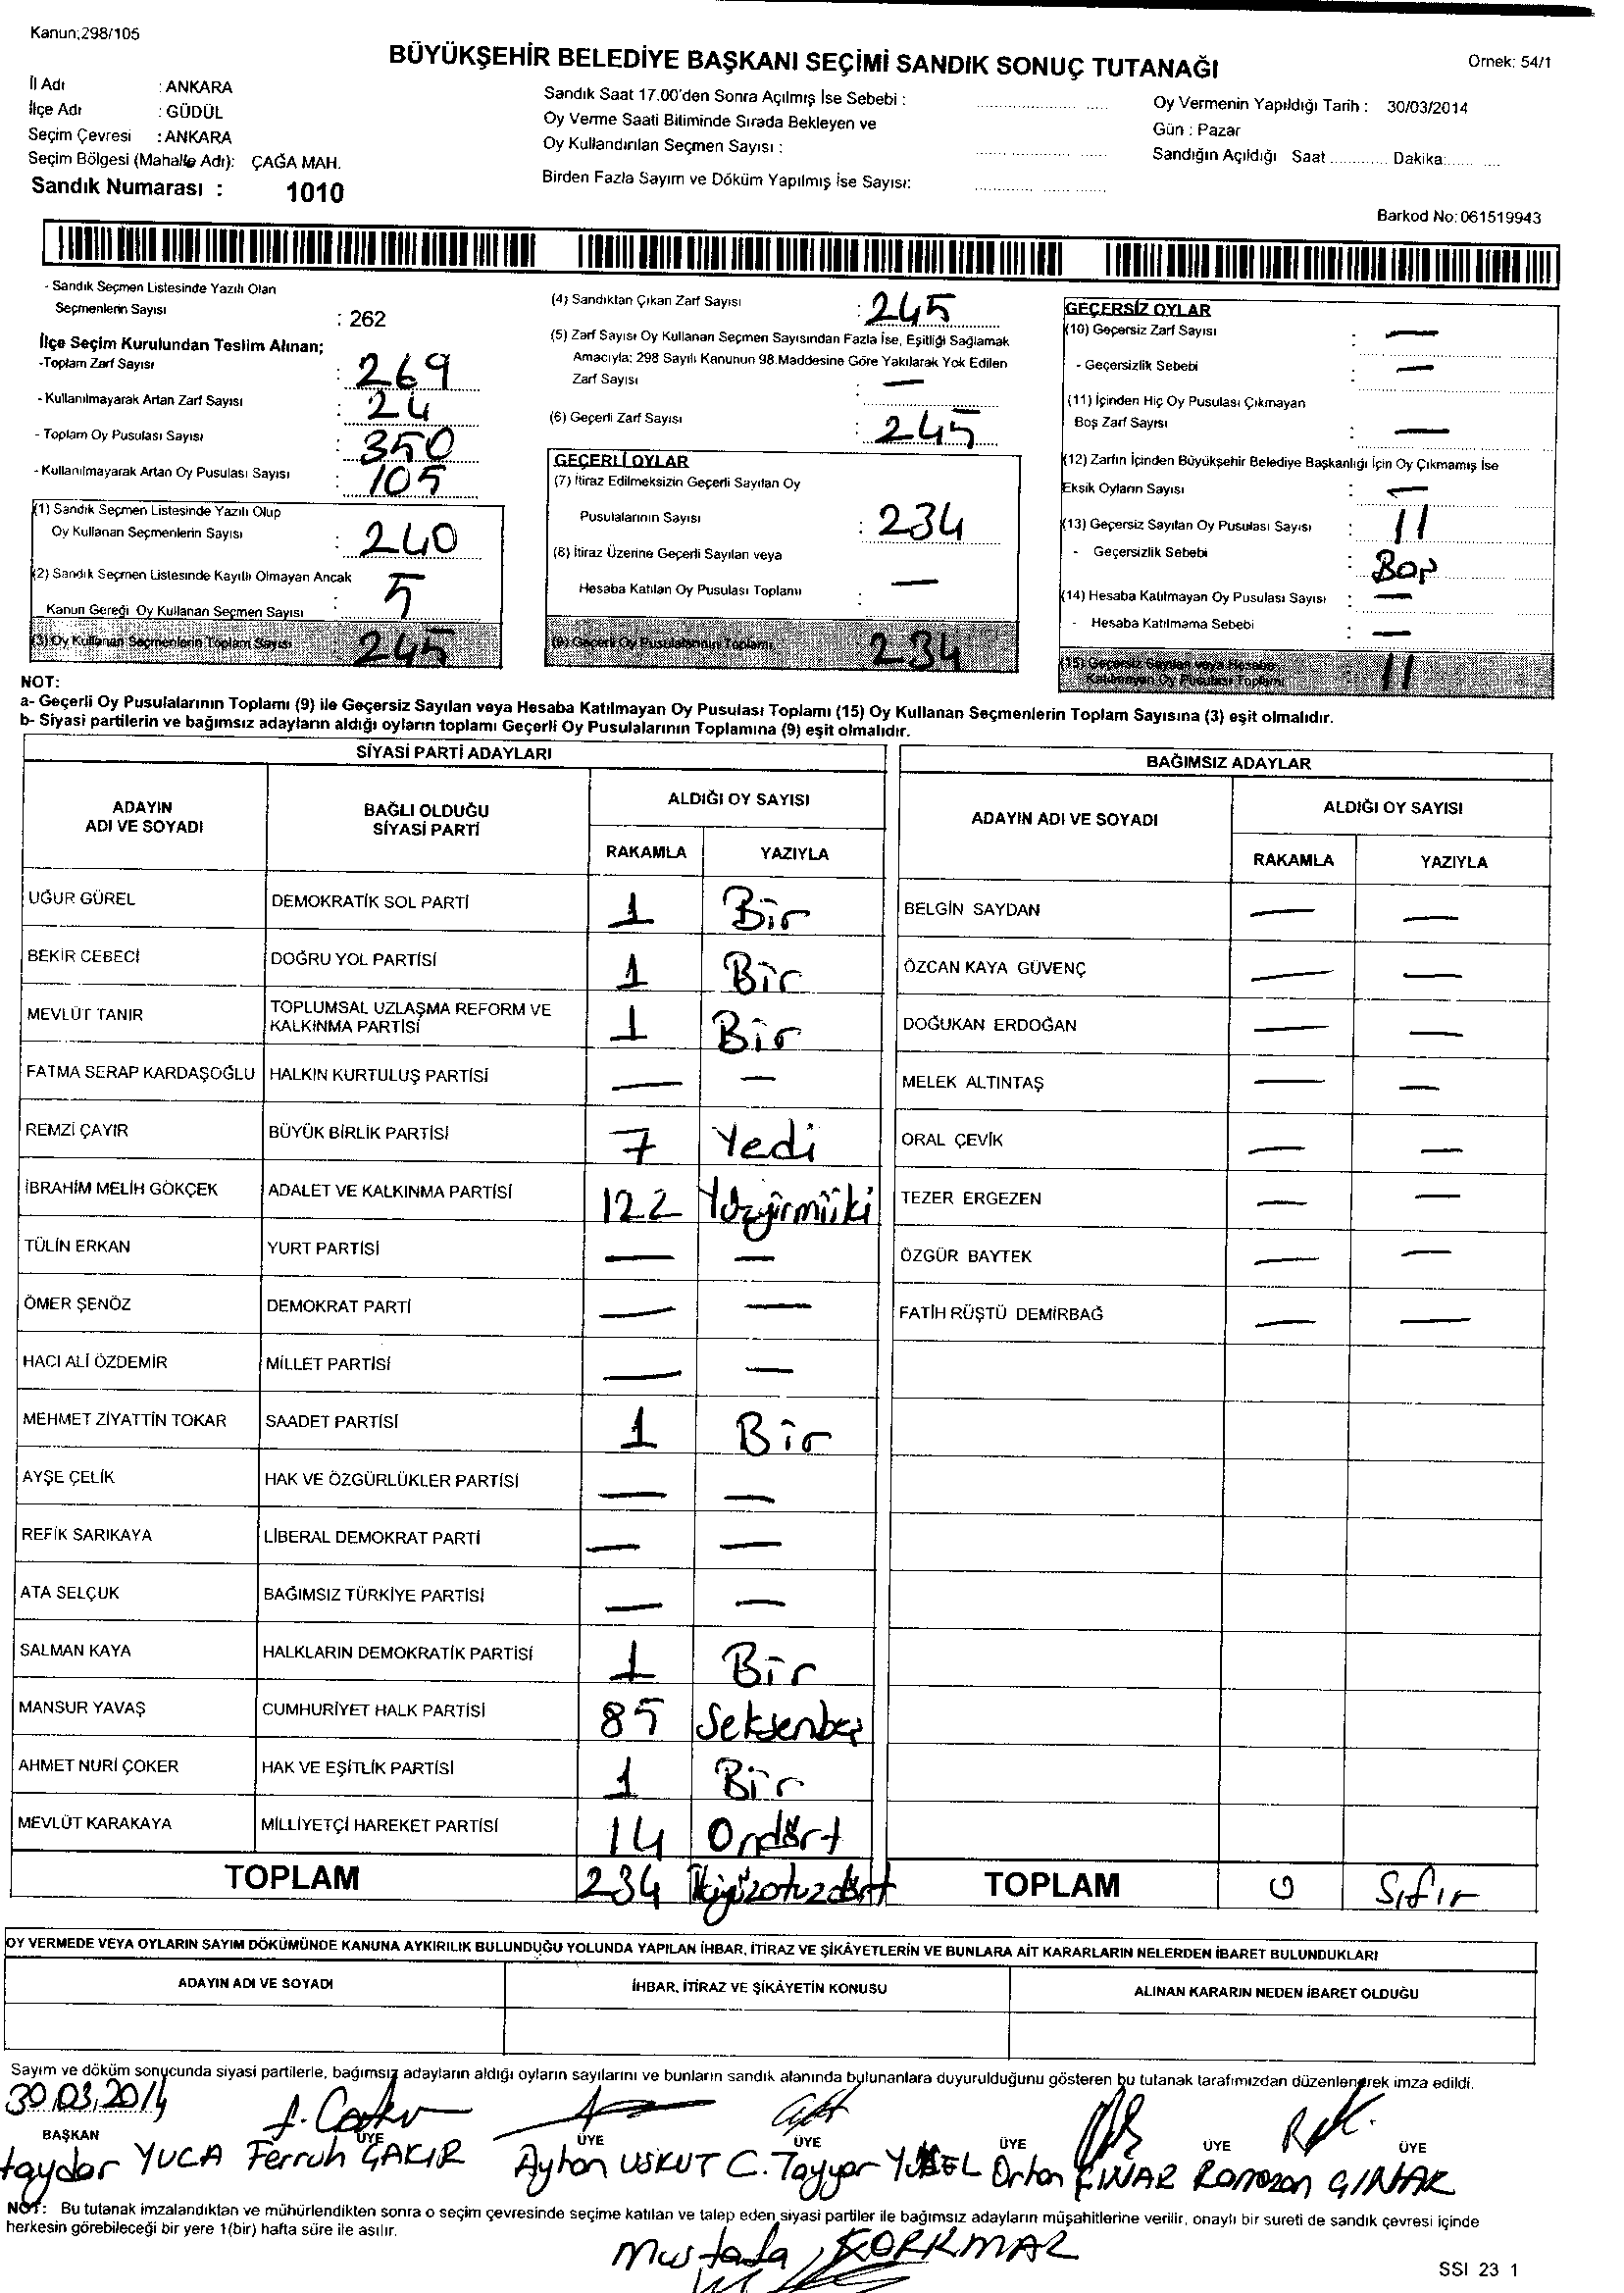 Kanun;298/105
BÜYÜKŞEHİR BELEDİYE BAŞKANI SEÇİMİ SANDIK SONUÇ TUTANAĞI
Ornek: 54/1
İl Adı : ANKARA
İlçe Adı : GÜDÜL
Seçim Çevresi : ANKARA
Seçim Bölgesi (Mahalle Adı): ÇAĞA MAH.
Sandık Numarası : 1010
Sandık Saat 17.00'den Sonra Açılmış İse Sebebi :
Oy Verme Saati Bitiminde Sırada Bekleyen ve
Oy Kullandırılan Seçmen Sayısı :
Birden Fazla Sayım ve Döküm Yapılmış İse Sayısı:
Oy Vermenin Yapıldığı Tarih : 30/03/2014
Gün : Pazar
Sandığın Açıldığı Saat ............ Dakika:...... ....
Barkod No: 061519943
- Sandık Seçmen Listesinde Yazılı Olan
Seçmenlerin Sayısı : 262
İlçe Seçim Kurulundan Teslim Alınan;
-Toplam Zarf Sayısı : 269
- Kullanılmayarak Artan Zarf Sayısı : 24
- Toplam Oy Pusulası Sayısı : 350
- Kullanılmayarak Artan Oy Pusulası Sayısı : 105
(1) Sandık Seçmen Listesinde Yazılı Olup
Oy Kullanan Seçmenlerin Sayısı : 240
(2) Sandık Seçmen Listesinde Kayıtlı Olmayan Ancak
Kanun Gereği Oy Kullanan Seçmen Sayısı : 5
(3) Oy Kullanan Seçmenlerin Toplam Sayısı 245
(4) Sandıktan Çıkan Zarf Sayısı : 245
(5) Zarf Sayısı Oy Kullanan Seçmen Sayısından Fazla İse, Eşitliği Sağlamak
Amacıyla; 298 Sayılı Kanunun 98.Maddesine Göre Yakılarak Yok Edilen
Zarf Sayısı : —
(6) Geçerli Zarf Sayısı : 245
GEÇERLİ OYLAR
(7) İtiraz Edilmeksizin Geçerli Sayılan Oy
Pusulalarının Sayısı : 234
(8) İtiraz Üzerine Geçerli Sayılan veya
Hesaba Katılan Oy Pusulası Toplamı : —
(9) Geçerli Oy Pusulalarının Toplamı 234
GEÇERSİZ OYLAR
(10) Geçersiz Zarf Sayısı : —
- Geçersizlik Sebebi : —
(11) İçinden Hiç Oy Pusulası Çıkmayan
Boş Zarf Sayısı : —
(12) Zarfın İçinden Büyükşehir Belediye Başkanlığı İçin Oy Çıkmamış İse
Eksik Oyların Sayısı : —
(13) Geçersiz Sayılan Oy Pusulası Sayısı : 11
- Geçersizlik Sebebi : Boş
(14) Hesaba Katılmayan Oy Pusulası Sayısı : —
- Hesaba Katılmama Sebebi : —
(15) Geçersiz Sayılan veya Hesaba
Katılmayan Oy Pusulası Toplamı 11
NOT:
a- Geçerli Oy Pusulalarının Toplamı (9) ile Geçersiz Sayılan veya Hesaba Katılmayan Oy Pusulası Toplamı (15) Oy Kullanan Seçmenlerin Toplam Sayısına (3) eşit olmalıdır.
b- Siyasi partilerin ve bağımsız adayların aldığı oyların toplamı Geçerli Oy Pusulalarının Toplamına (9) eşit olmalıdır.
SİYASİ PARTİ ADAYLARI
ADAYIN ADI VE SOYADI BAĞLI OLDUĞU SİYASİ PARTİ ALDIĞI OY SAYISI
RAKAMLA YAZIYLA
UĞUR GÜREL DEMOKRATİK SOL PARTİ 1 Bir
BEKİR CEBECİ DOĞRU YOL PARTİSİ 1 Bir
MEVLÜT TANIR TOPLUMSAL UZLAŞMA REFORM VE KALKINMA PARTİSİ 1 Bir
FATMA SERAP KARDAŞOĞLU HALKIN KURTULUŞ PARTİSİ — —
REMZİ ÇAYIR BÜYÜK BİRLİK PARTİSİ 7 Yedi
İBRAHİM MELİH GÖKÇEK ADALET VE KALKINMA PARTİSİ 122 Yüzyirmiiki
TÜLİN ERKAN YURT PARTİSİ — —
ÖMER ŞENÖZ DEMOKRAT PARTİ — —
HACI ALİ ÖZDEMİR MİLLET PARTİSİ — —
MEHMET ZİYATTİN TOKAR SAADET PARTİSİ 1 Bir
AYŞE ÇELİK HAK VE ÖZGÜRLÜKLER PARTİSİ — —
REFİK SARIKAYA LİBERAL DEMOKRAT PARTİ — —
ATA SELÇUK BAĞIMSIZ TÜRKİYE PARTİSİ — —
SALMAN KAYA HALKLARIN DEMOKRATİK PARTİSİ 1 Bir
MANSUR YAVAŞ CUMHURİYET HALK PARTİSİ 85 Seksenbeş
AHMET NURİ ÇOKER HAK VE EŞİTLİK PARTİSİ 1 Bir
MEVLÜT KARAKAYA MİLLİYETÇİ HAREKET PARTİSİ 14 Ondört
TOPLAM 234 İkiyüzotuzdört
BAĞIMSIZ ADAYLAR
ADAYIN ADI VE SOYADI ALDIĞI OY SAYISI
RAKAMLA YAZIYLA
BELGİN SAYDAN — —
ÖZCAN KAYA GÜVENÇ — —
DOĞUKAN ERDOĞAN — —
MELEK ALTINTAŞ — —
ORAL ÇEVİK — —
TEZER ERGEZEN — —
ÖZGÜR BAYTEK — —
FATİH RÜŞTÜ DEMİRBAĞ — —
TOPLAM 0 Sıfır
OY VERMEDE VEYA OYLARIN SAYIM DÖKÜMÜNDE KANUNA AYKIRILIK BULUNDUĞU YOLUNDA YAPILAN İHBAR, İTİRAZ VE ŞİKÂYETLERİN VE BUNLARA AİT KARARLARIN NELERDEN İBARET BULUNDUKLARI
ADAYIN ADI VE SOYADI İHBAR, İTİRAZ VE ŞİKÂYETİN KONUSU ALINAN KARARIN NEDEN İBARET OLDUĞU
Sayım ve döküm sonucunda siyasi partilerle, bağımsız adayların aldığı oyların sayılarını ve bunların sandık alanında bulunanlara duyurulduğunu gösteren bu tutanak tarafımızdan düzenlenerek imza edildi.
30.03.2014
BAŞKAN ÜYE ÜYE ÜYE ÜYE ÜYE ÜYE
YUCA Ferruh ÇAKIR Ayhan USKUT C. Tayyar YÜKSEL Orhan ÇINAR Ramazan ÇINAR
NOT: Bu tutanak imzalandıktan ve mühürlendikten sonra o seçim çevresinde seçime katılan ve talep eden siyasi partiler ile bağımsız adayların müşahitlerine verilir, onaylı bir sureti de sandık çevresi içinde
herkesin görebileceği bir yere 1(bir) hafta süre ile asılır.
Mustafa KORKMAZ
SSI 23 1